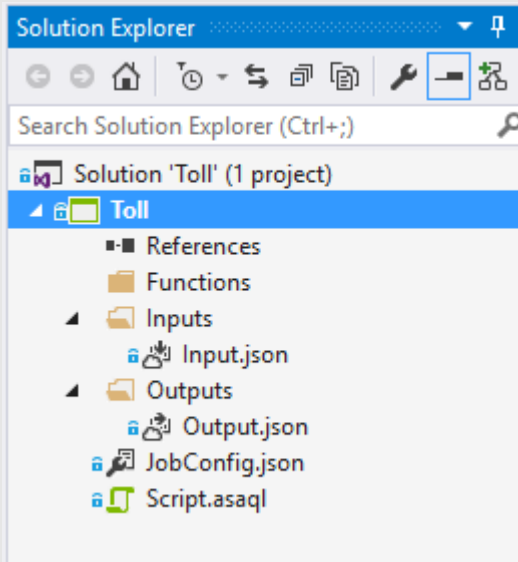 Solution Explorer
Search Solution Explorer (Ctrl+;)
Solution 'Toll' (1 project)
Toll
References
Functions
Inputs
Input.json
Outputs
Output.json
JobConfig.json
Script.asaql